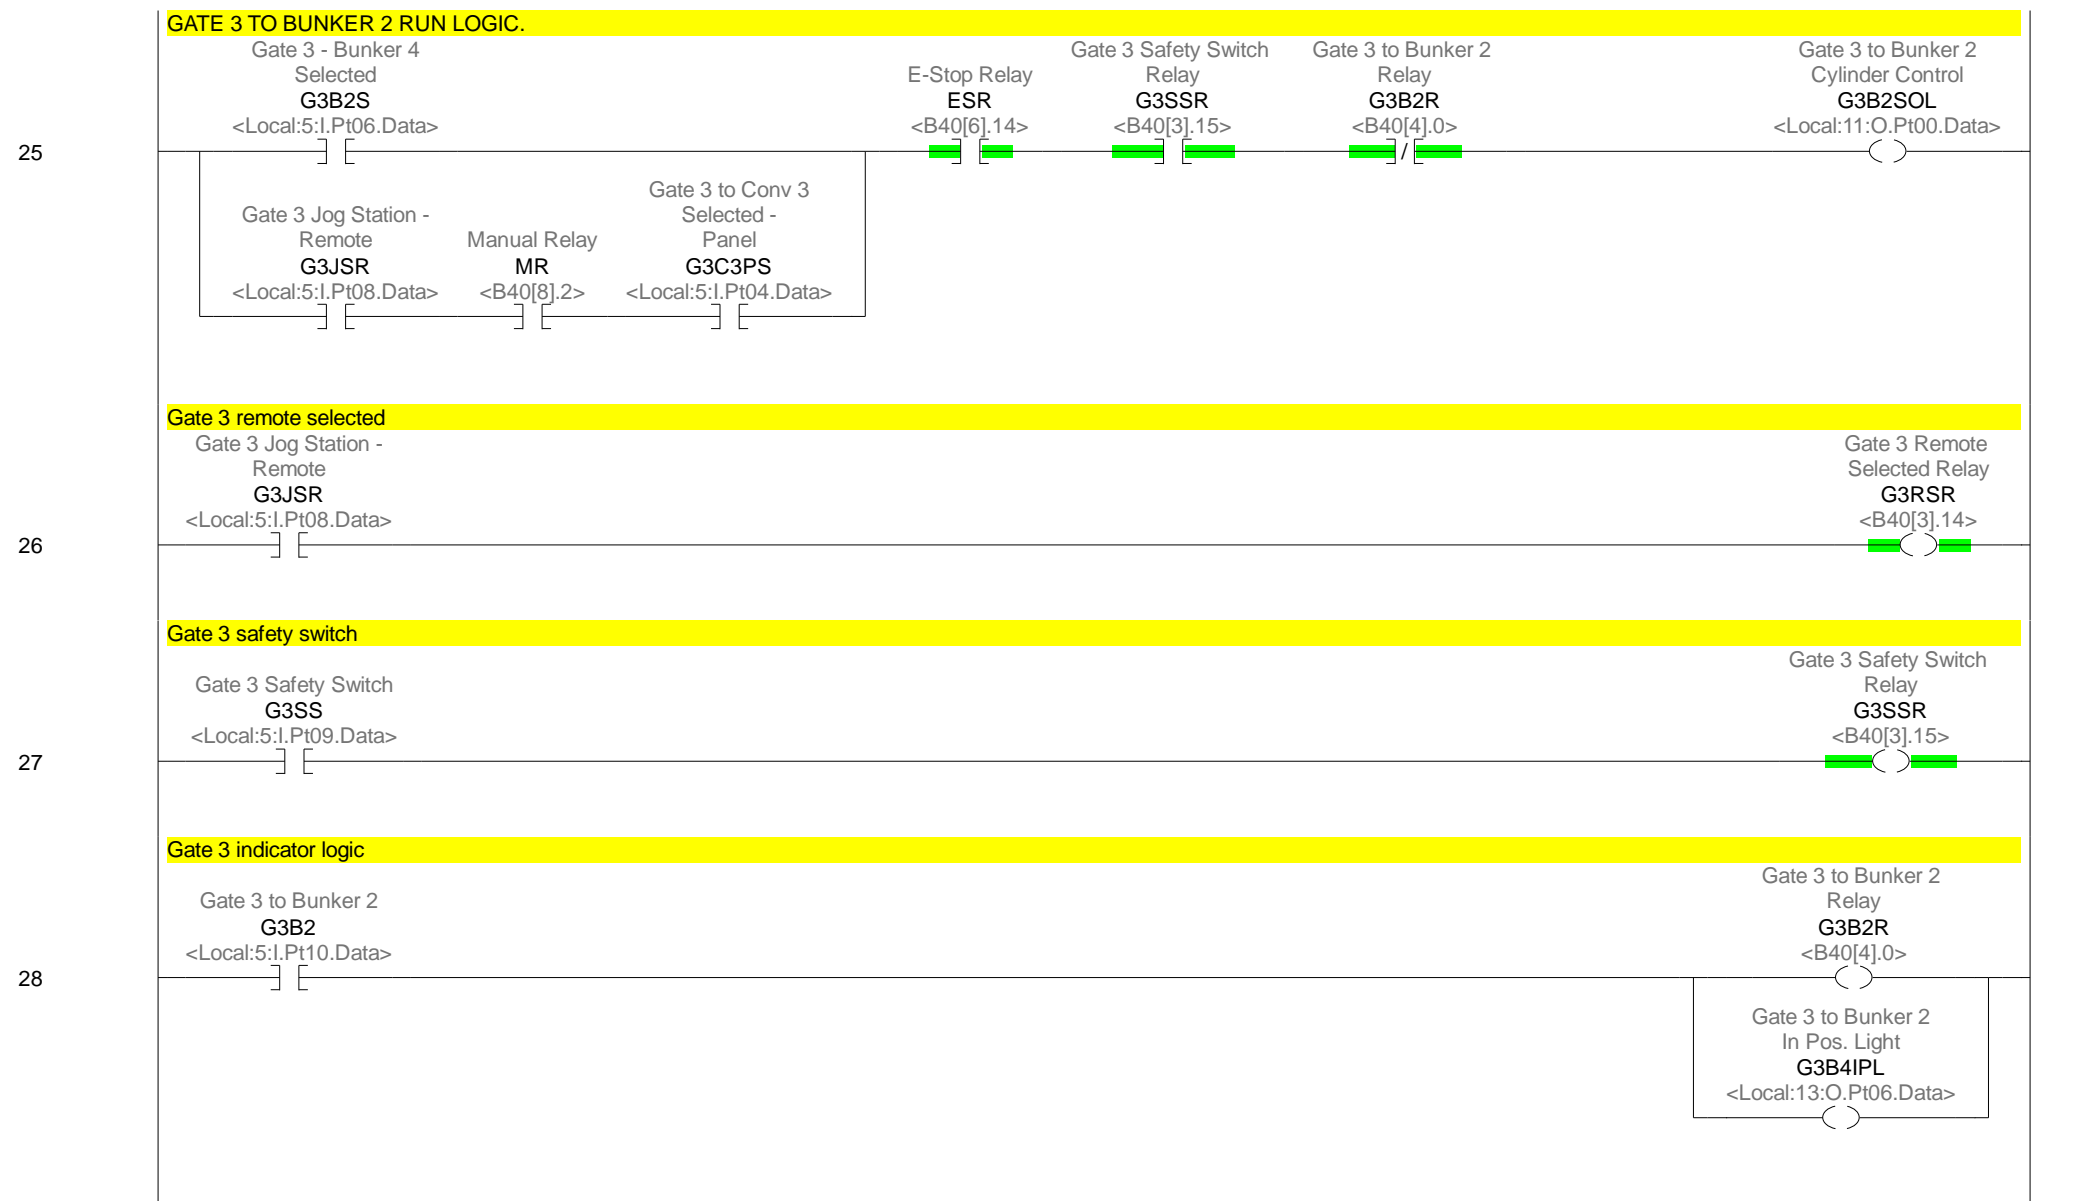 GATE 3 TO BUNKER 2 RUN LOGIC.
Gate 3 - Bunker 4
Selected
G3B2S
<Local:5:I.Pt06.Data>
E-Stop Relay
ESR
<B40[6].14>
Gate 3 Safety Switch
Relay
G3SSR
<B40[3].15>
Gate 3 to Bunker 2
Relay
G3B2R
<B40[4].0>
/
Gate 3 to Bunker 2
Cylinder Control
G3B2SOL
<Local:11:O.Pt00.Data>
25
Gate 3 Jog Station -
Remote
G3JSR
<Local:5:I.Pt08.Data>
Manual Relay
MR
<B40[8].2>
Gate 3 to Conv 3
Selected -
Panel
G3C3PS
<Local:5:I.Pt04.Data>
Gate 3 remote selected
Gate 3 Jog Station -
Remote
G3JSR
<Local:5:I.Pt08.Data>
Gate 3 Remote
Selected Relay
G3RSR
<B40[3].14>
26
Gate 3 safety switch
Gate 3 Safety Switch
G3SS
<Local:5:I.Pt09.Data>
Gate 3 Safety Switch
Relay
G3SSR
<B40[3].15>
27
Gate 3 indicator logic
Gate 3 to Bunker 2
G3B2
<Local:5:I.Pt10.Data>
Gate 3 to Bunker 2
Relay
G3B2R
<B40[4].0>
28
Gate 3 to Bunker 2
In Pos. Light
G3B4IPL
<Local:13:O.Pt06.Data>